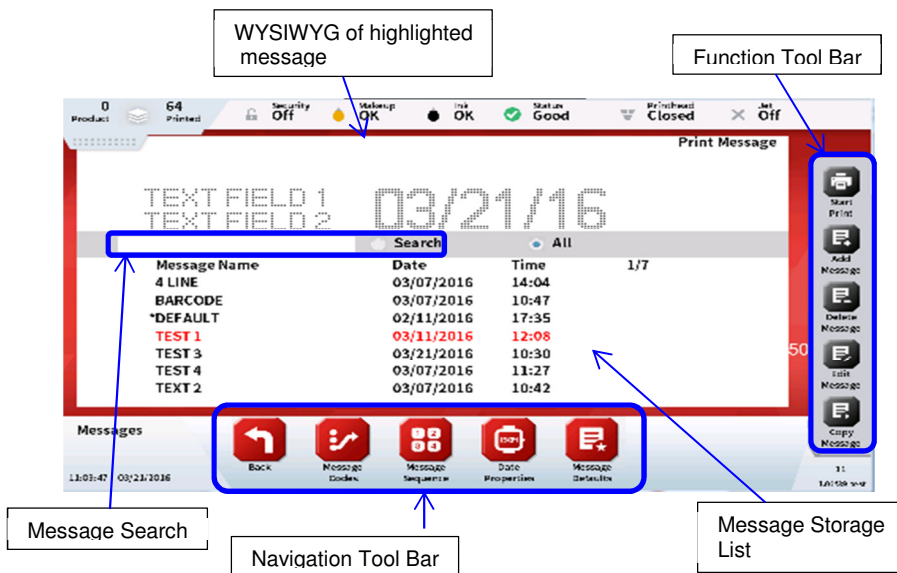 WYSIWYG of highlighted
message
Function Tool Bar
0 Product
64 Printed
Security Off
Makeup OK
Ink OK
Status Good
Printhead Closed
Jet Off
Print Message
TEXT FIELD 1
TEXT FIELD 2
03/21/16
Search
All
Message Name Date Time 1/7
4 LINE 03/07/2016 14:04
BARCODE 03/07/2016 10:47
*DEFAULT 02/11/2016 17:35
TEST 1 03/11/2016 12:08
TEST 3 03/21/2016 10:30
TEST 4 03/07/2016 11:27
TEXT 2 03/07/2016 10:42
50
Start
Print
Add
Message
Delete
Message
Edit
Message
Copy
Message
Messages
Back
Message
Codes
Message
Sequence
Date
Properties
Message
Defaults
11:03:47 03/21/2016
11
Message Search
Navigation Tool Bar
Message Storage
List